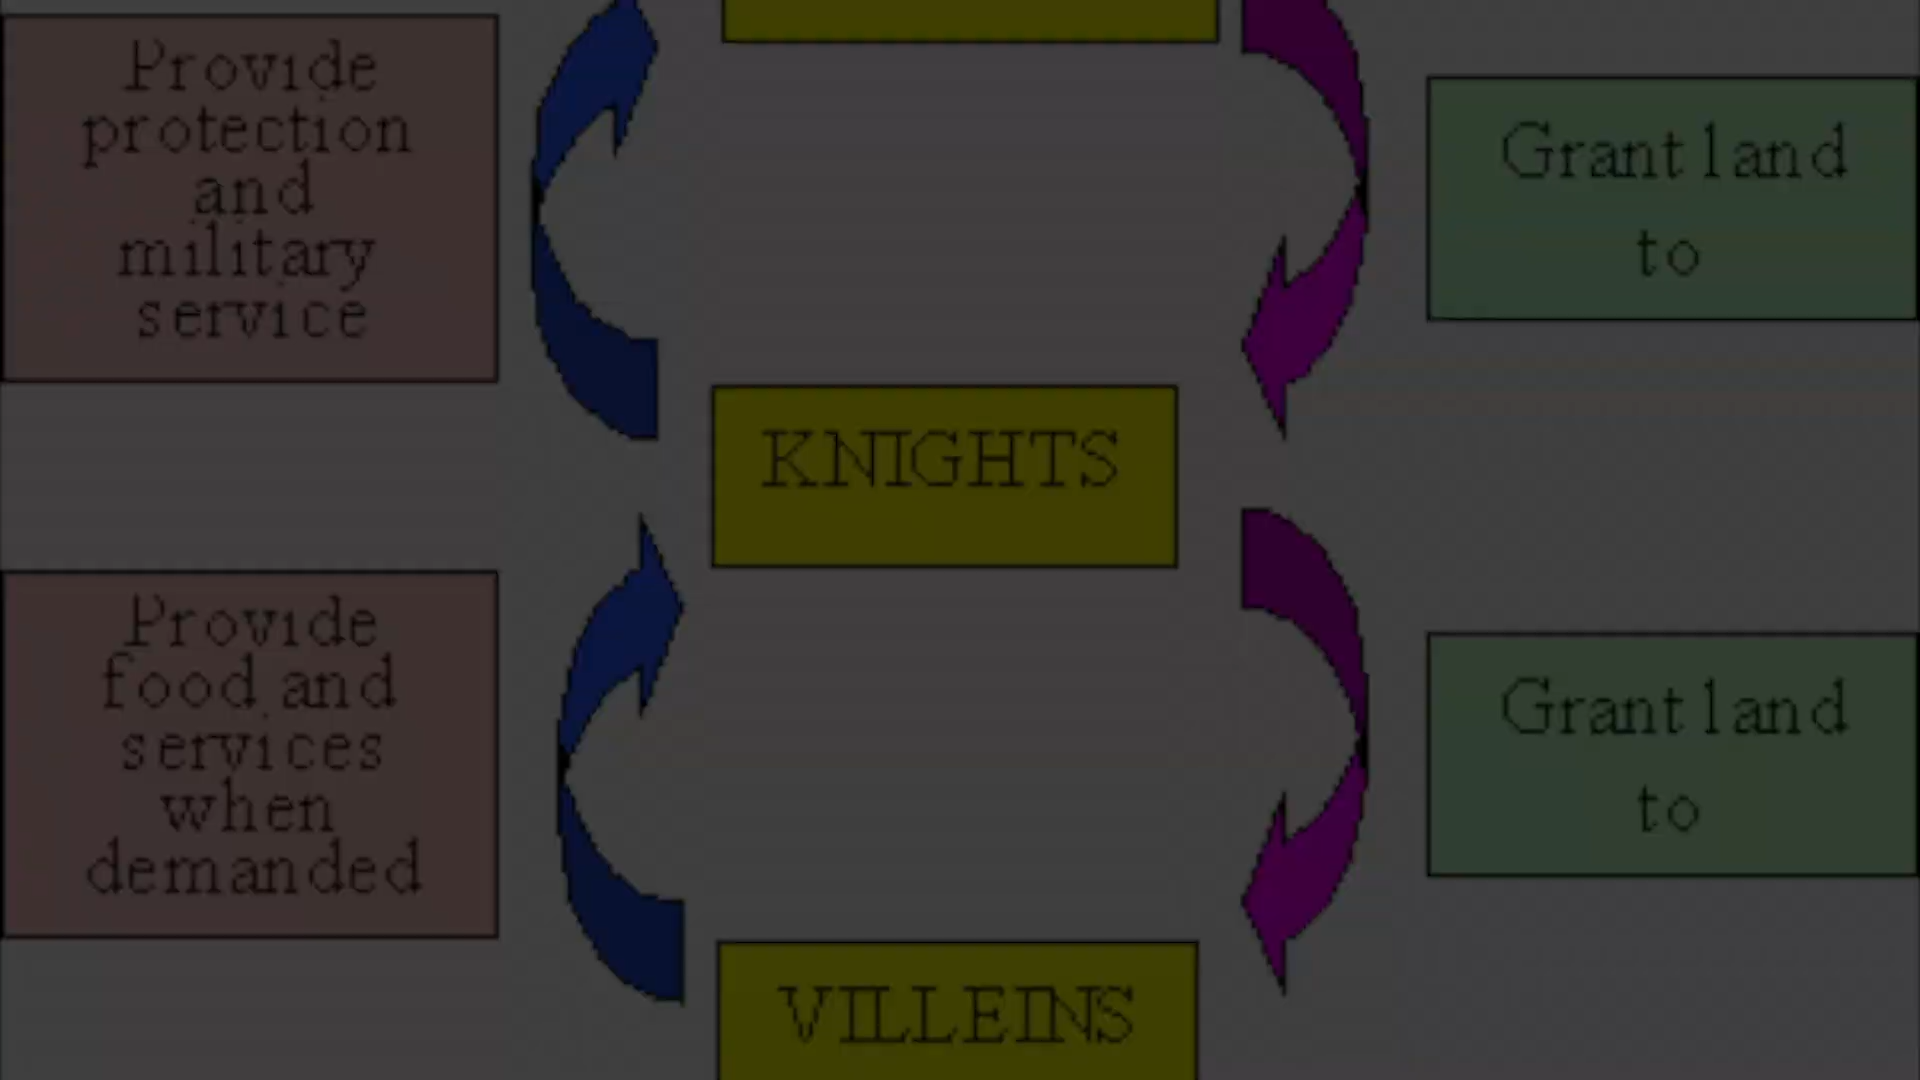 Provide
protection
and
military
service
Grant land
to
KNIGHTS
Provide
food and
services
when
demanded
Grant land
to
VILLEINS